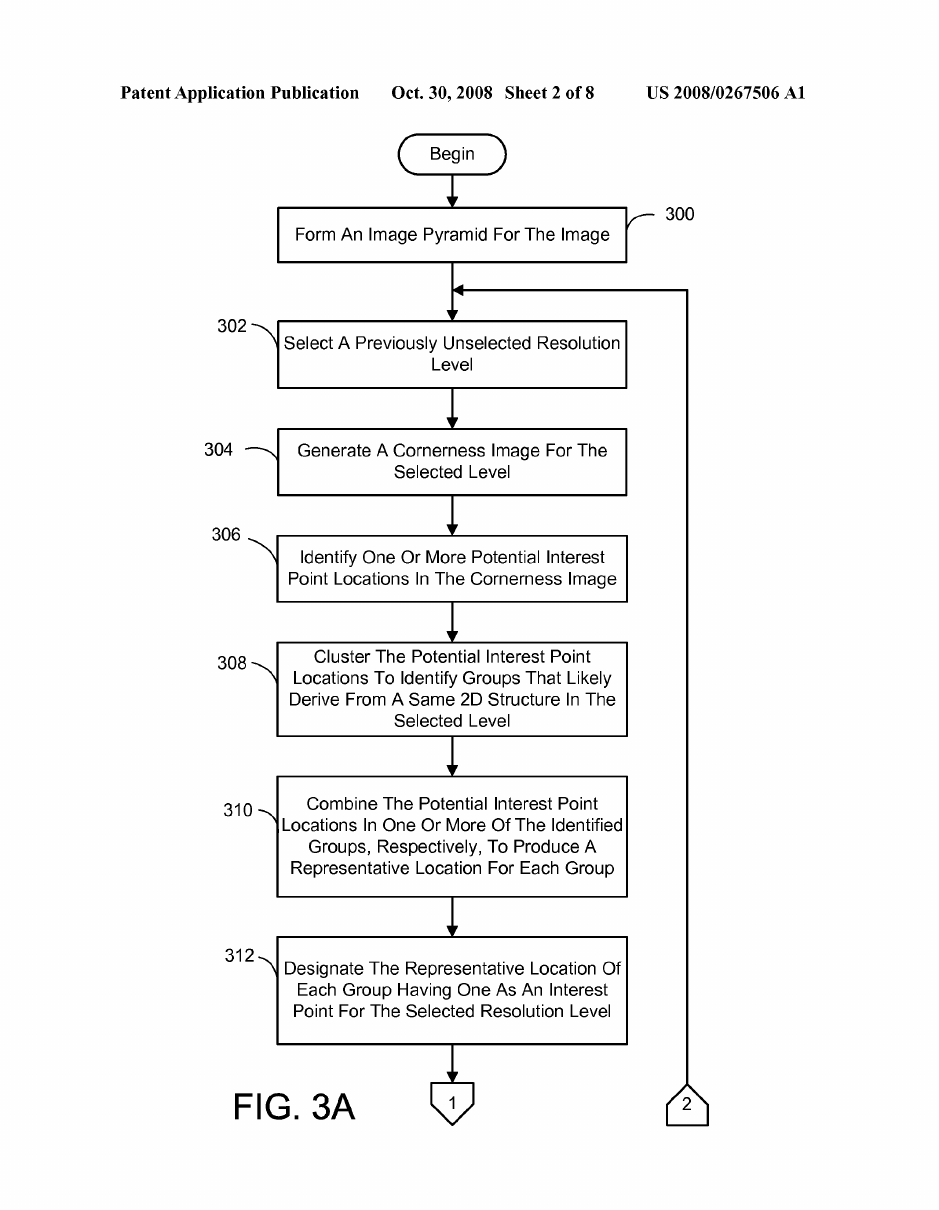 Patent Application Publication Oct. 30, 2008 Sheet 2 of 8 US 2008/0267506 A1
Begin
300
Form An Image Pyramid For The Image
302
Select A Previously Unselected Resolution
Level
304
Generate A Cornerness Image For The
Selected Level
306
Identify One Or More Potential Interest
Point Locations In The Cornerness Image
308
Cluster The Potential Interest Point
Locations To Identify Groups That Likely
Derive From A Same 2D Structure In The
Selected Level
310
Combine The Potential Interest Point
Locations In One Or More Of The Identified
Groups, Respectively, To Produce A
Representative Location For Each Group
312
Designate The Representative Location Of
Each Group Having One As An Interest
Point For The Selected Resolution Level
FIG. 3A
1
2